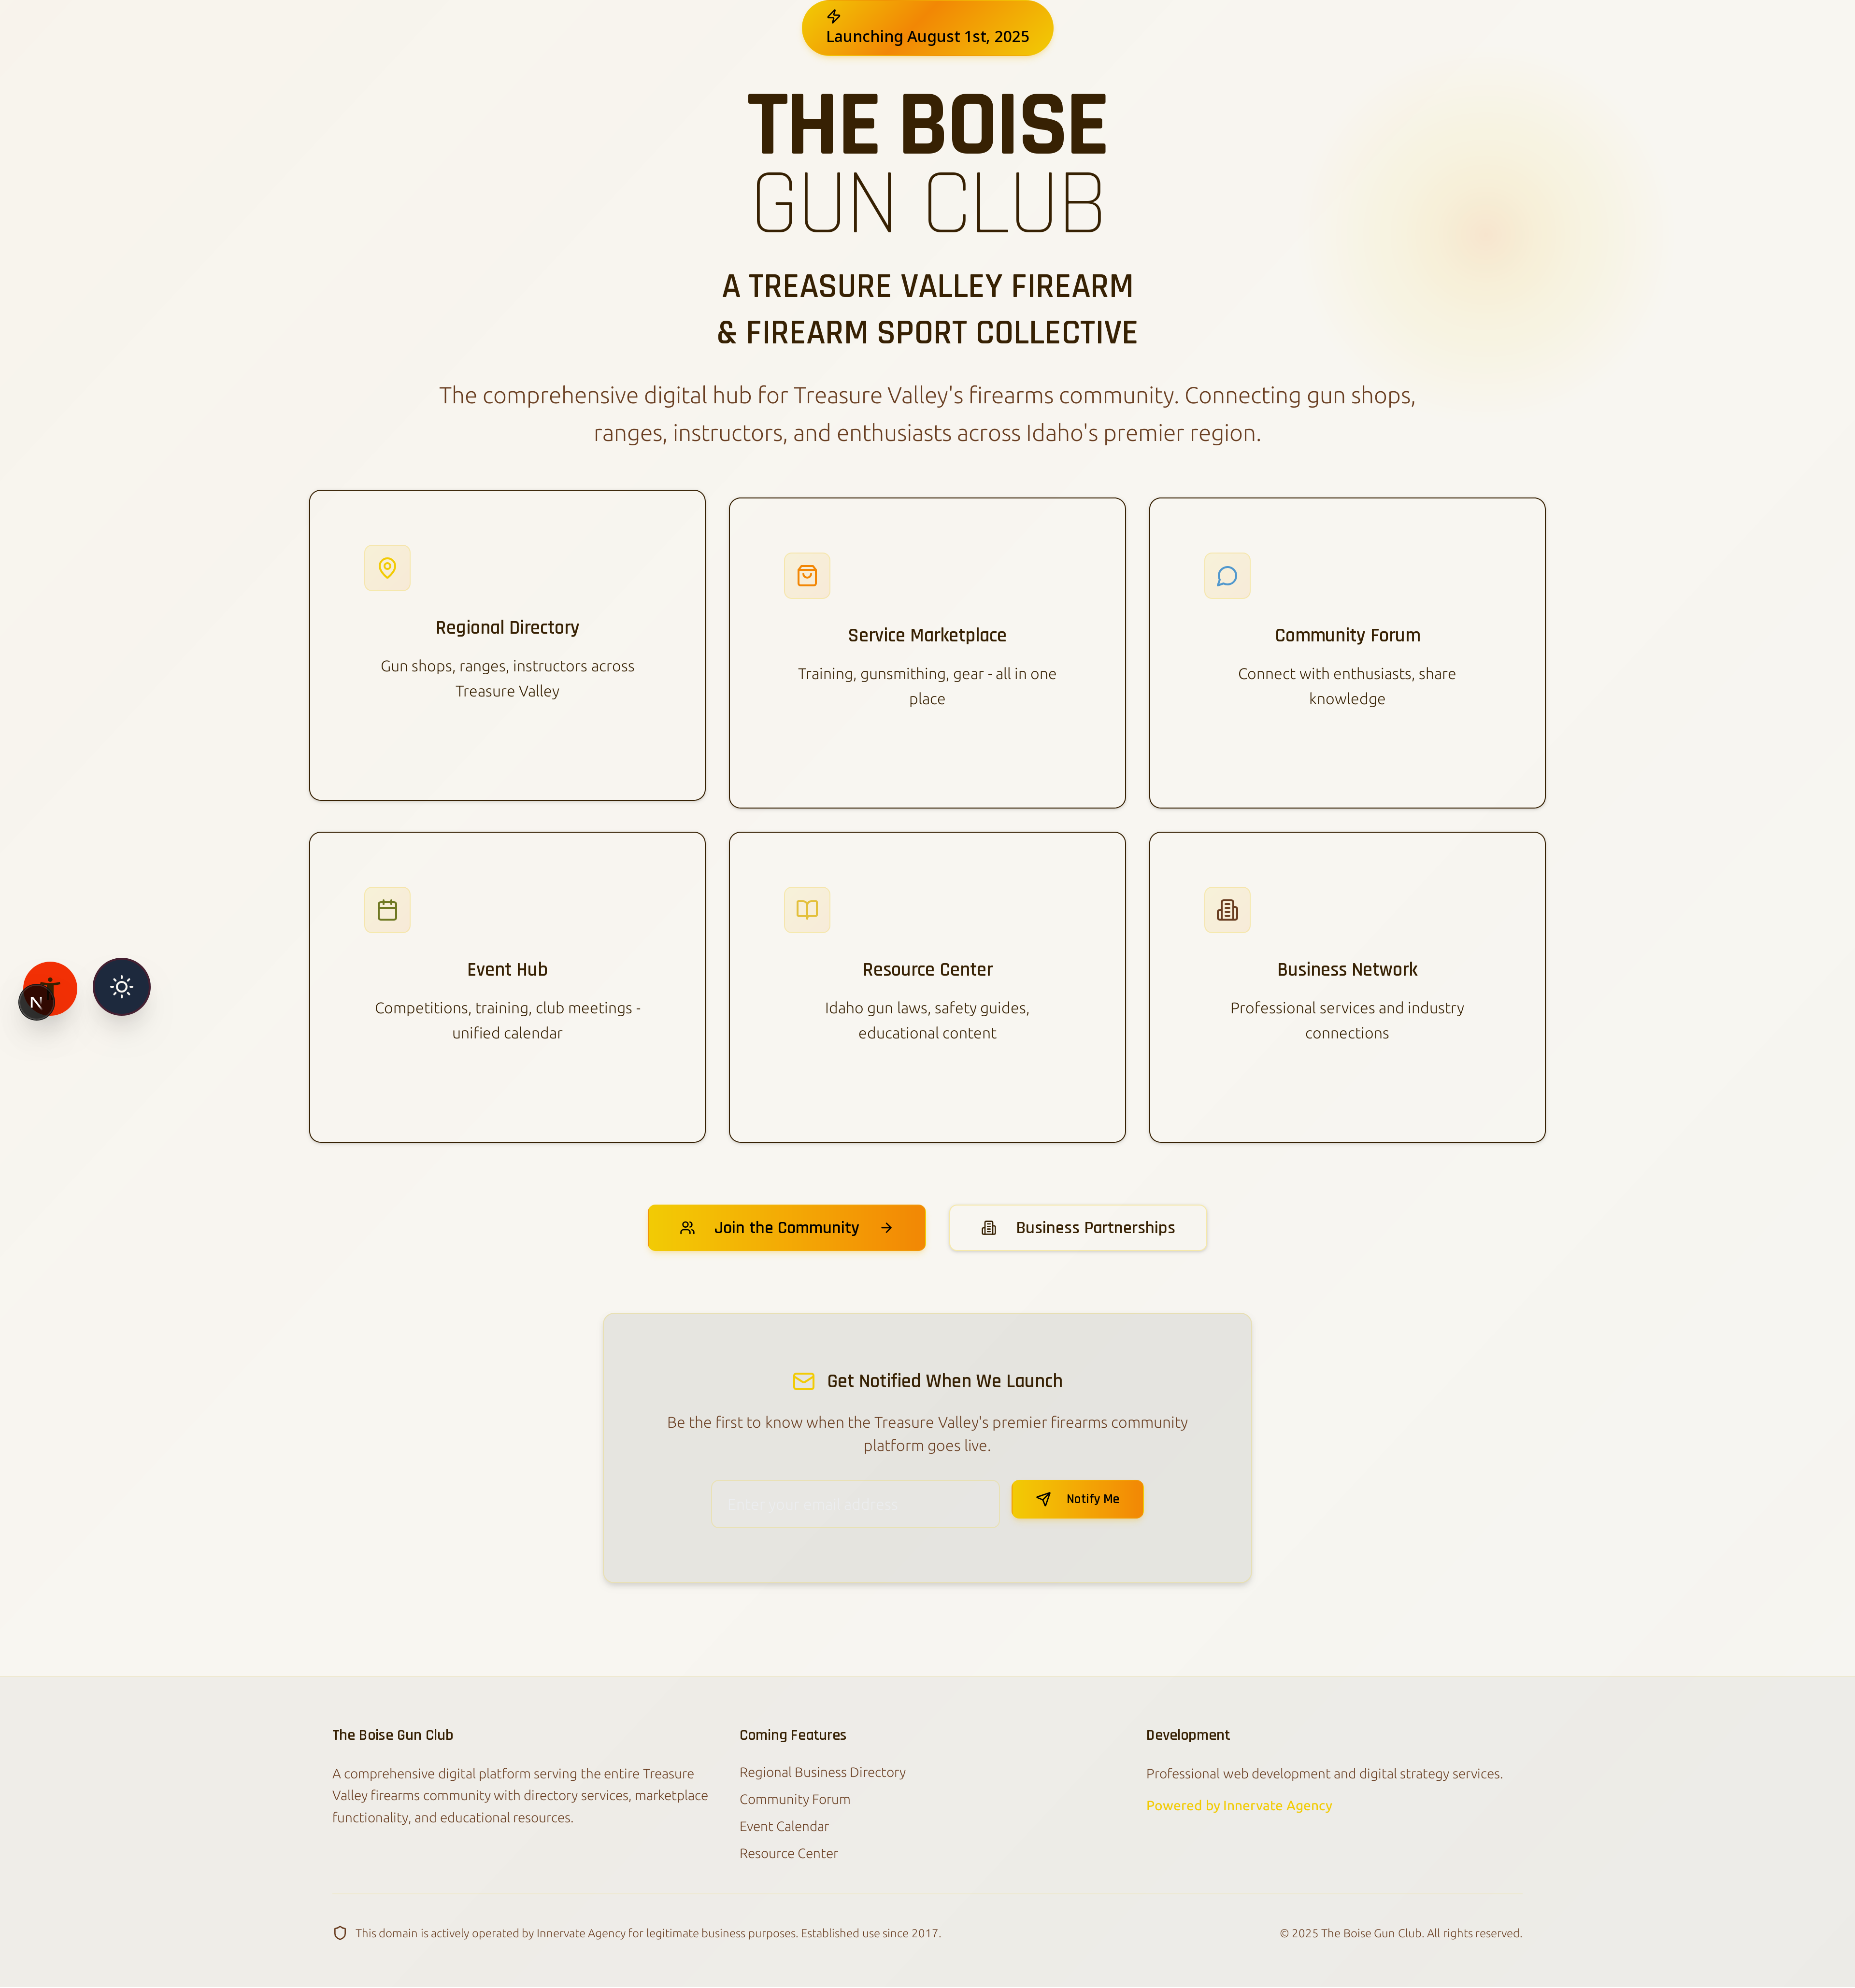 Launching August 1st, 2025
THE BOISE
GUN CLUB
A TREASURE VALLEY FIREARM
& FIREARM SPORT COLLECTIVE
The comprehensive digital hub for Treasure Valley's firearms community. Connecting gun shops,
ranges, instructors, and enthusiasts across Idaho's premier region.
Regional Directory
Gun shops, ranges, instructors across
Treasure Valley
Service Marketplace
Training, gunsmithing, gear - all in one
place
Community Forum
Connect with enthusiasts, share
knowledge
Event Hub
Competitions, training, club meetings -
unified calendar
Resource Center
Idaho gun laws, safety guides,
educational content
Business Network
Professional services and industry
connections
N
Join the Community
Business Partnerships
Get Notified When We Launch
Be the first to know when the Treasure Valley's premier firearms community
platform goes live.
Enter your email address
Notify Me
The Boise Gun Club
A comprehensive digital platform serving the entire Treasure
Valley firearms community with directory services, marketplace
functionality, and educational resources.
Coming Features
Regional Business Directory
Community Forum
Event Calendar
Resource Center
Development
Professional web development and digital strategy services.
Powered by Innervate Agency
This domain is actively operated by Innervate Agency for legitimate business purposes. Established use since 2017.
© 2025 The Boise Gun Club. All rights reserved.